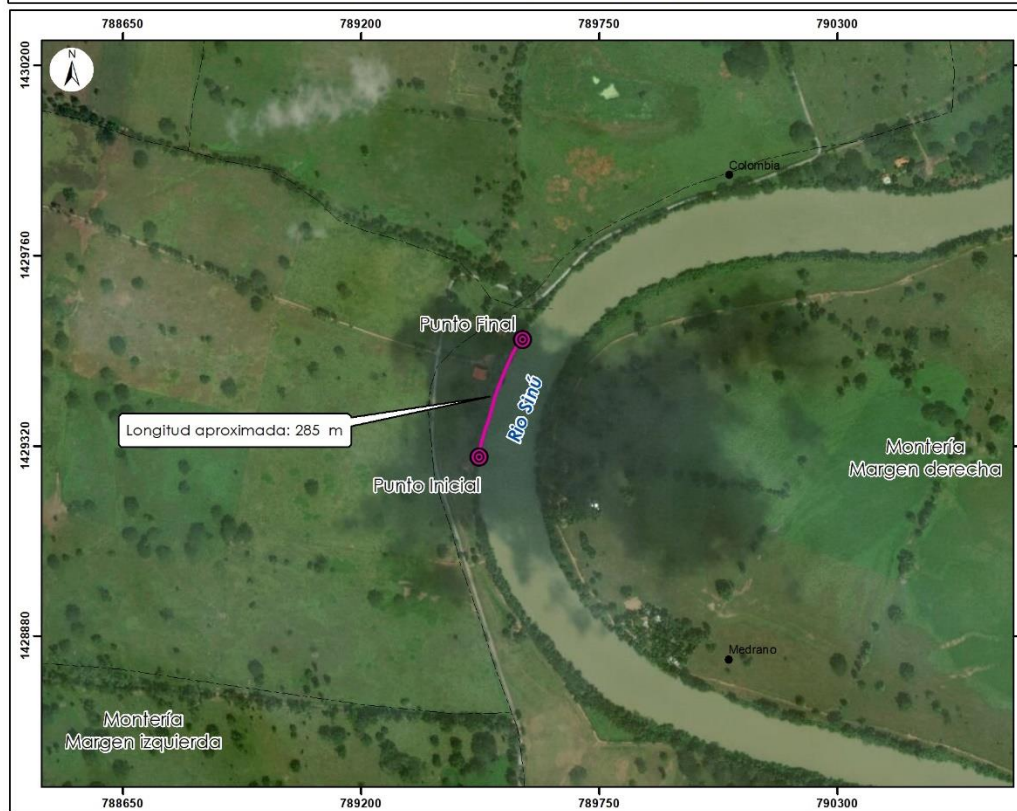 788650 789200 789750 790300
1430200
N
Colombia
1429760
Punto Final
Río Sinú
Longitud aproximada: 285 m
1429320
Montería
Margen derecha
Punto Inicial
1428880
Medrano
Montería
Margen izquierda
788650 789200 789750 790300